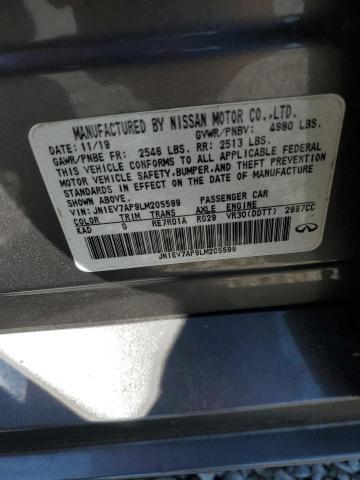 MANUFACTURED BY NISSAN MOTOR CO.,LTD.
DATE: 11/19 GVWR/PNBV: 4980 LBS.
GAWR/PNBE FR: 2546 LBS. RR: 2513 LBS.
THIS VEHICLE CONFORMS TO ALL APPLICABLE FEDERAL
MOTOR VEHICLE SAFETY, BUMPER, AND THEFT PREVENTION
STANDARDS IN EFFECT ON THE DATE OF MANUFACTURE
SHOWN ABOVE.
VIN: JN1EV7AP9LM205599 PASSENGER CAR
COLOR TRIM TRANS AXLE ENGINE
KAD G RE7R01A RG29 VR30(DDTT) 2997CC
JN1EV7AP9LM205599